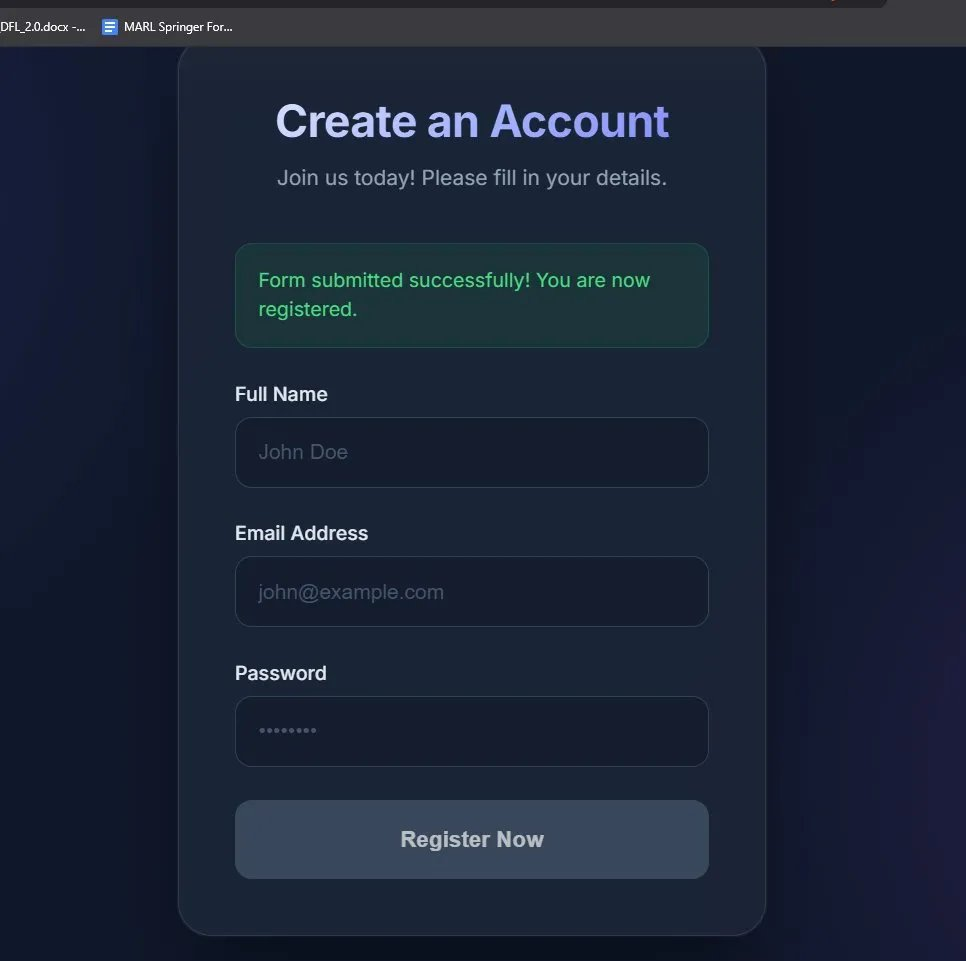 DFL_2.0.docx -... MARL Springer For...
Create an Account
Join us today! Please fill in your details.
Form submitted successfully! You are now
registered.
Full Name
John Doe
Email Address
john@example.com
Password
••••••••
Register Now